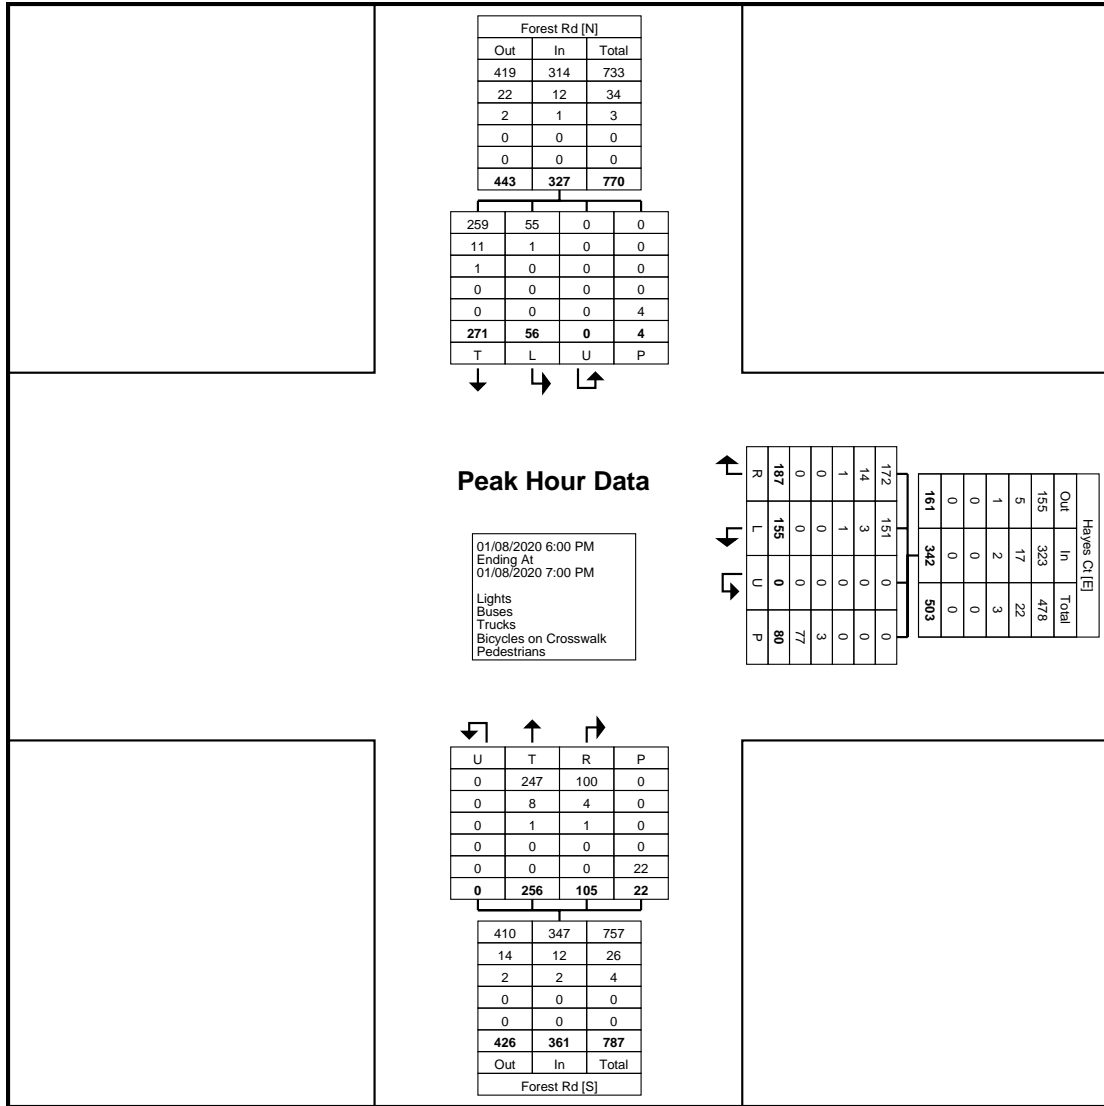 Forest Rd [N]
Out In Total
419 314 733
22 12 34
2 1 3
0 0 0
0 0 0
443 327 770
259 55 0 0
11 1 0 0
1 0 0 0
0 0 0 0
0 0 0 4
271 56 0 4
T L U P
Peak Hour Data
01/08/2020 6:00 PM
Ending At
01/08/2020 7:00 PM
Lights
Buses
Trucks
Bicycles on Crosswalk
Pedestrians
Hayes Ct [E]
Out In Total
155 323 478
5 17 22
1 2 3
0 0 0
0 0 0
161 342 503
172 151 0 0
14 3 0 0
1 1 0 0
0 0 0 3
0 0 0 77
187 155 0 80
R L U P
U T R P
0 247 100 0
0 8 4 0
0 1 1 0
0 0 0 0
0 0 0 22
0 256 105 22
410 347 757
14 12 26
2 2 4
0 0 0
0 0 0
426 361 787
Out In Total
Forest Rd [S]